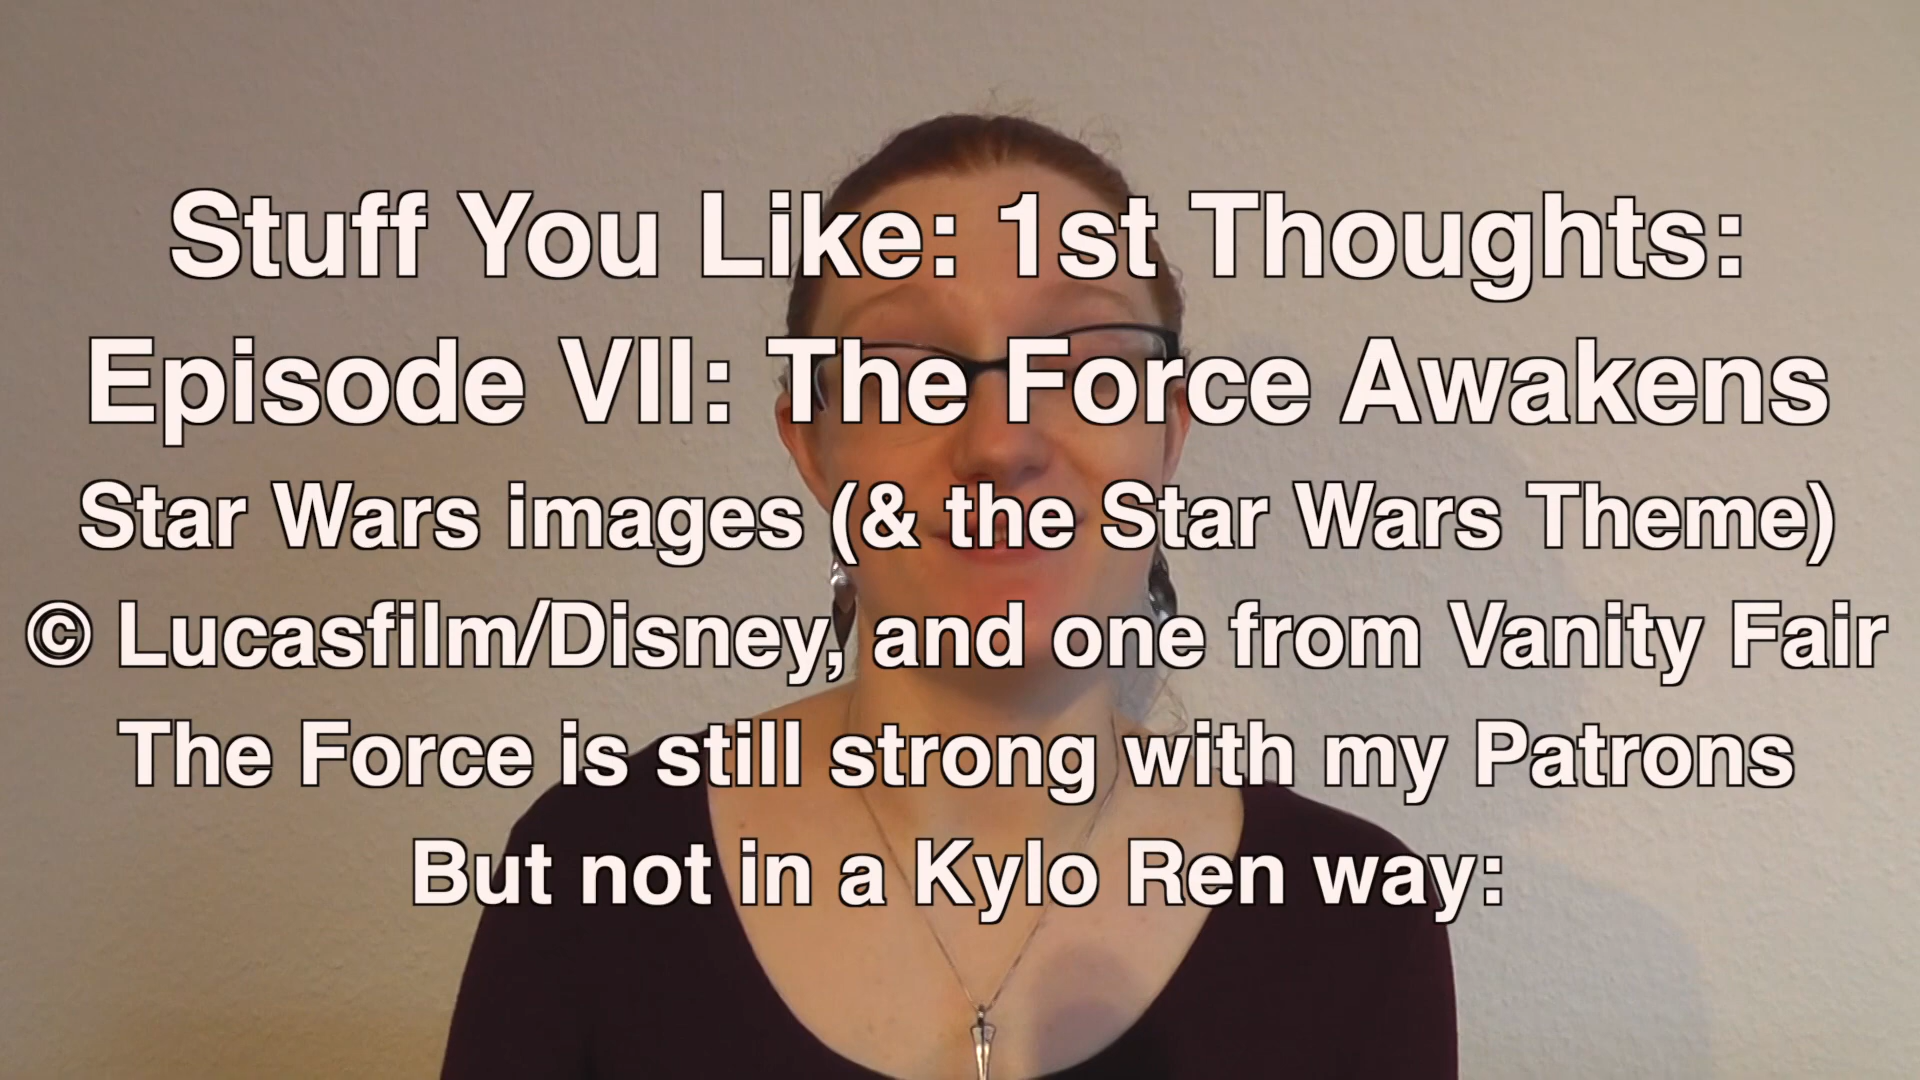 Stuff You Like: 1st Thoughts:
Episode VII: The Force Awakens
Star Wars images (& the Star Wars Theme)
© Lucasfilm/Disney, and one from Vanity Fair
The Force is still strong with my Patrons
But not in a Kylo Ren way: